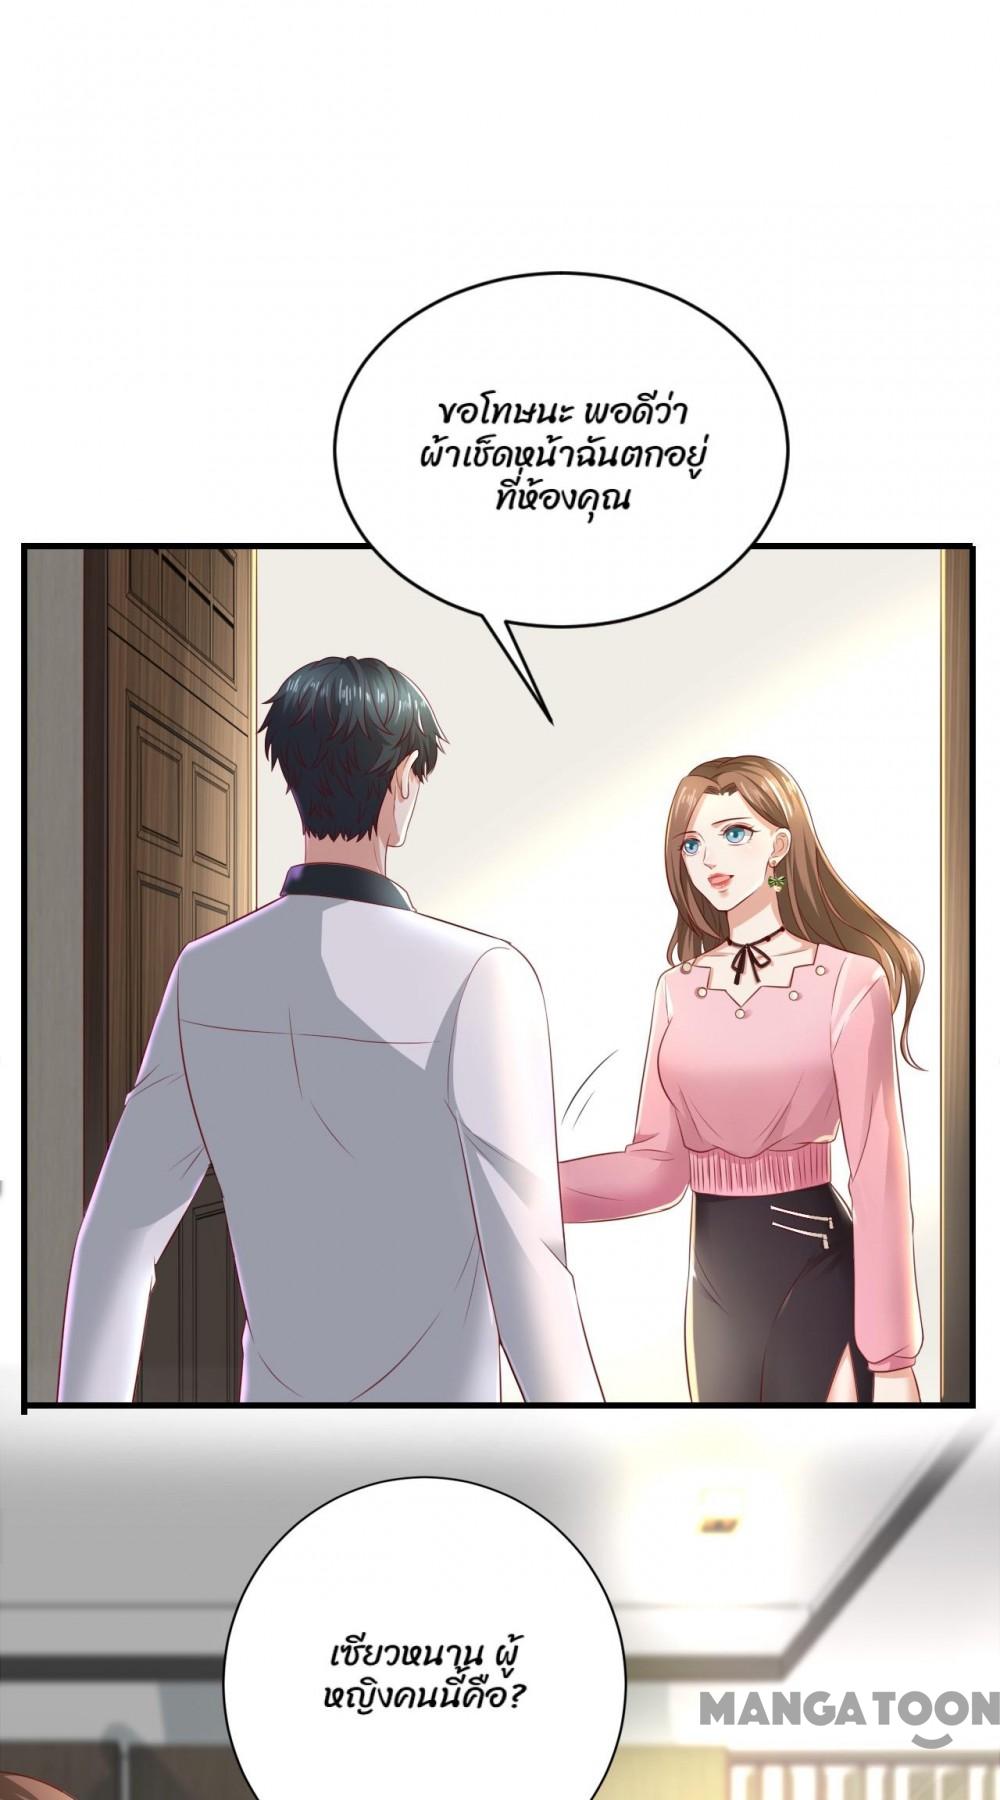 ขอโทษนะ พอดีว่า
ผ้าเช็ดหน้าฉันตกอยู่
ที่ห้องคุณ
เซียวหนาน ผู้
หญิงคนนี้คือ?
MANGATOON